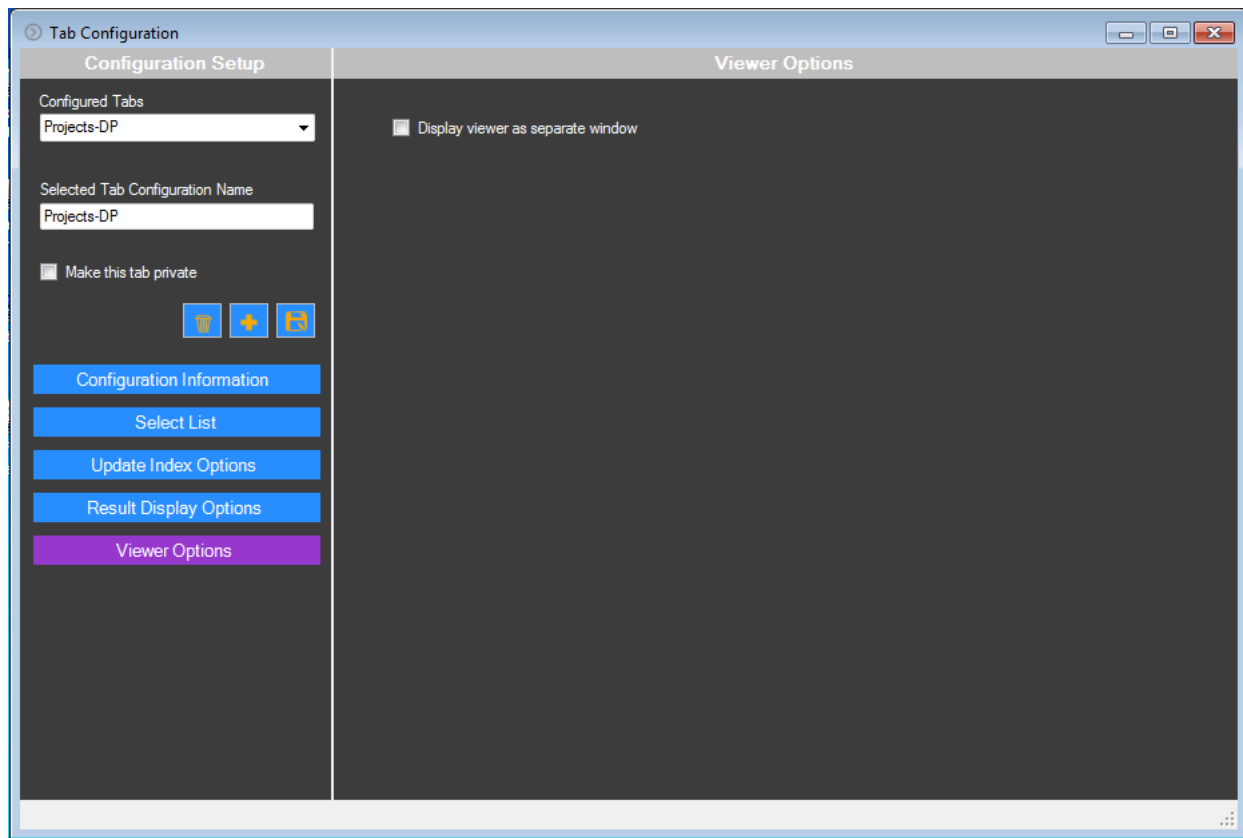 Tab Configuration
Configuration Setup
Viewer Options
Configured Tabs
Projects-DP
Display viewer as separate window
Selected Tab Configuration Name
Projects-DP
Make this tab private
Configuration Information
Select List
Update Index Options
Result Display Options
Viewer Options